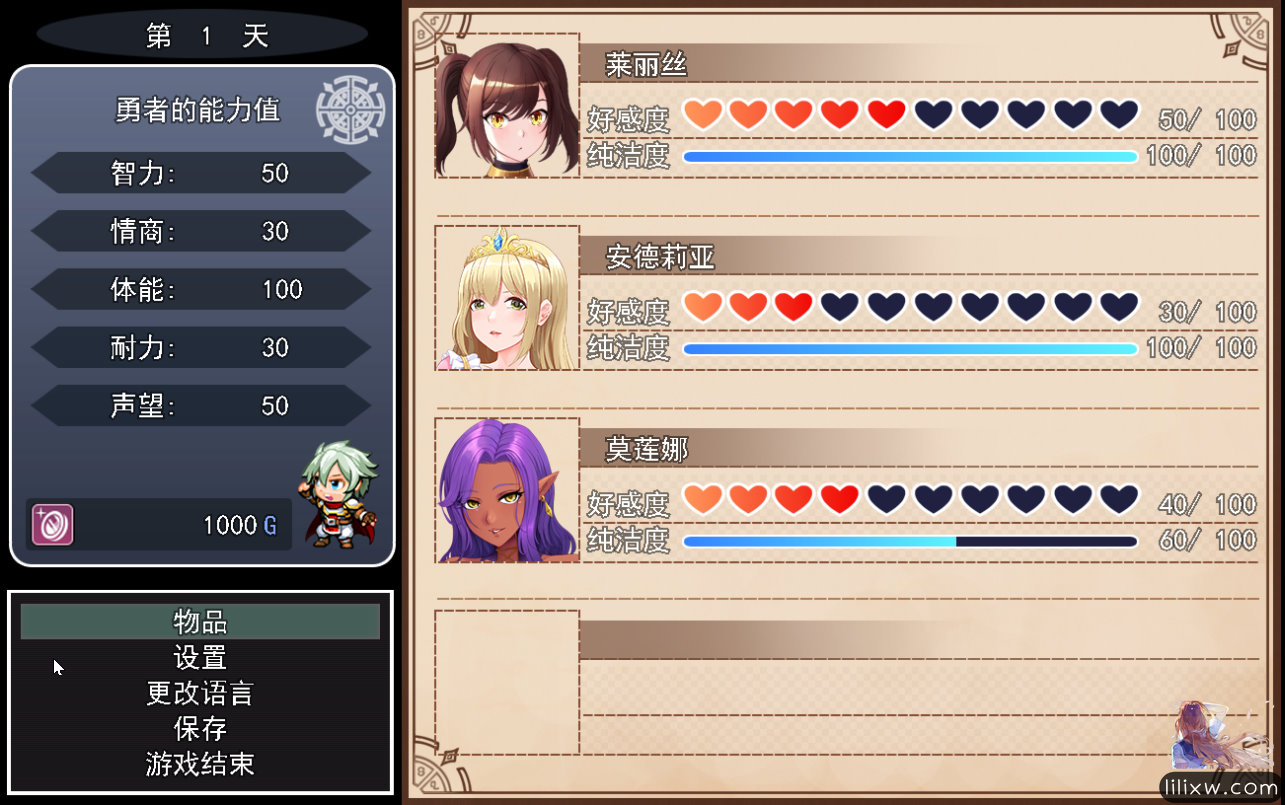 第 1 天
勇者的能力值
智力: 50
情商: 30
体能: 100
耐力: 30
声望: 50
1000 G
物品
设置
更改语言
保存
游戏结束
莱丽丝
好感度 50/ 100
纯洁度 100/ 100
安德莉亚
好感度 30/ 100
纯洁度 100/ 100
莫莲娜
好感度 40/ 100
纯洁度 60/ 100
lilixw.com